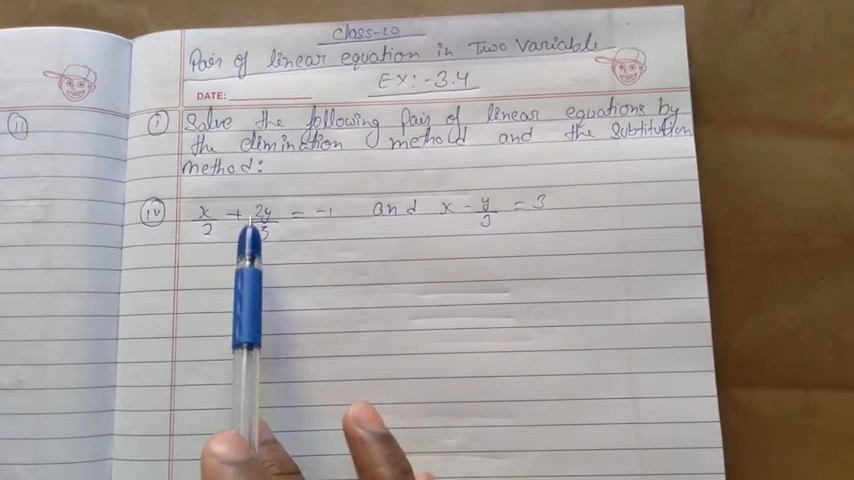 Class-10
Pair of linear equation in Two Variable
EX:-3.4
DATE:
(ii)
(i) Solve the following Pair of linear equations by
the elimination method and the Subtitution
method:
(iv) x/2 + 2y/3 = -1 and x - y/3 = 3